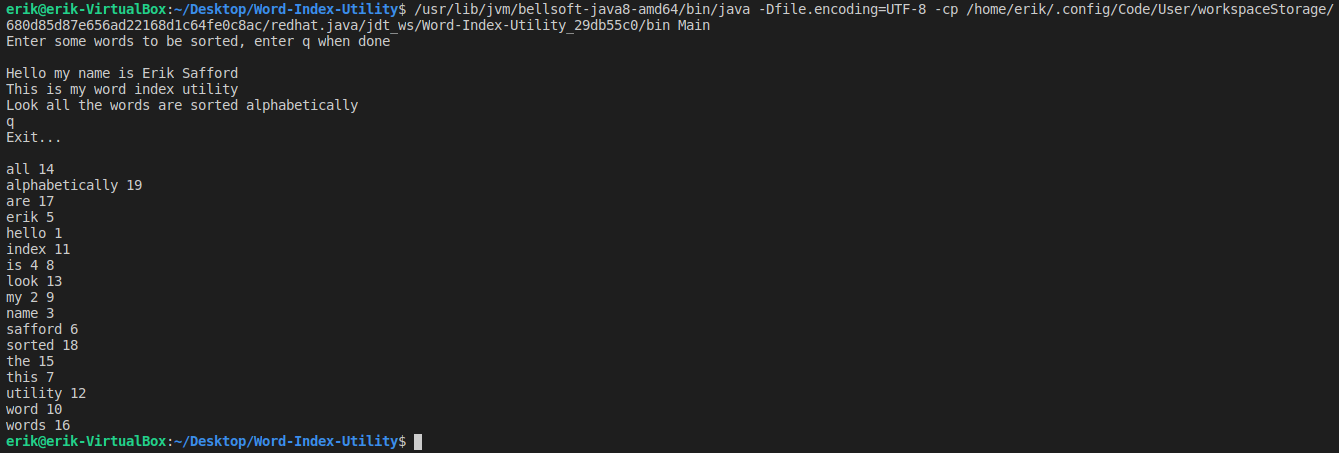 erik@erik-VirtualBox:~/Desktop/Word-Index-Utility$ /usr/lib/jvm/bellsoft-java8-amd64/bin/java -Dfile.encoding=UTF-8 -cp /home/erik/.config/Code/User/workspaceStorage/
680d85d87e656ad22168d1c64fe0c8ac/redhat.java/jdt_ws/Word-Index-Utility_29db55c0/bin Main
Enter some words to be sorted, enter q when done

Hello my name is Erik Safford
This is my word index utility
Look all the words are sorted alphabetically
q
Exit...

all 14
alphabetically 19
are 17
erik 5
hello 1
index 11
is 4 8
look 13
my 2 9
name 3
safford 6
sorted 18
the 15
this 7
utility 12
word 10
words 16
erik@erik-VirtualBox:~/Desktop/Word-Index-Utility$